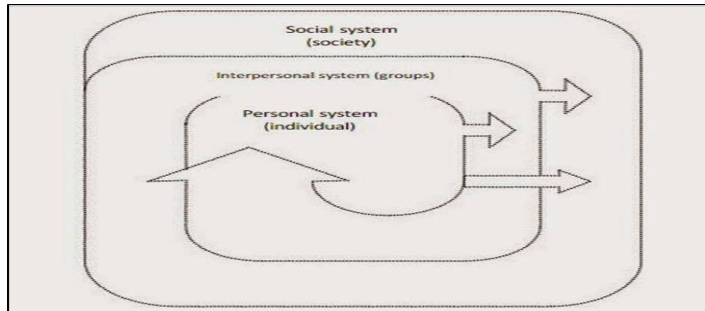 Social system
(society)
Interpersonal system (groups)
Personal system
(individual)